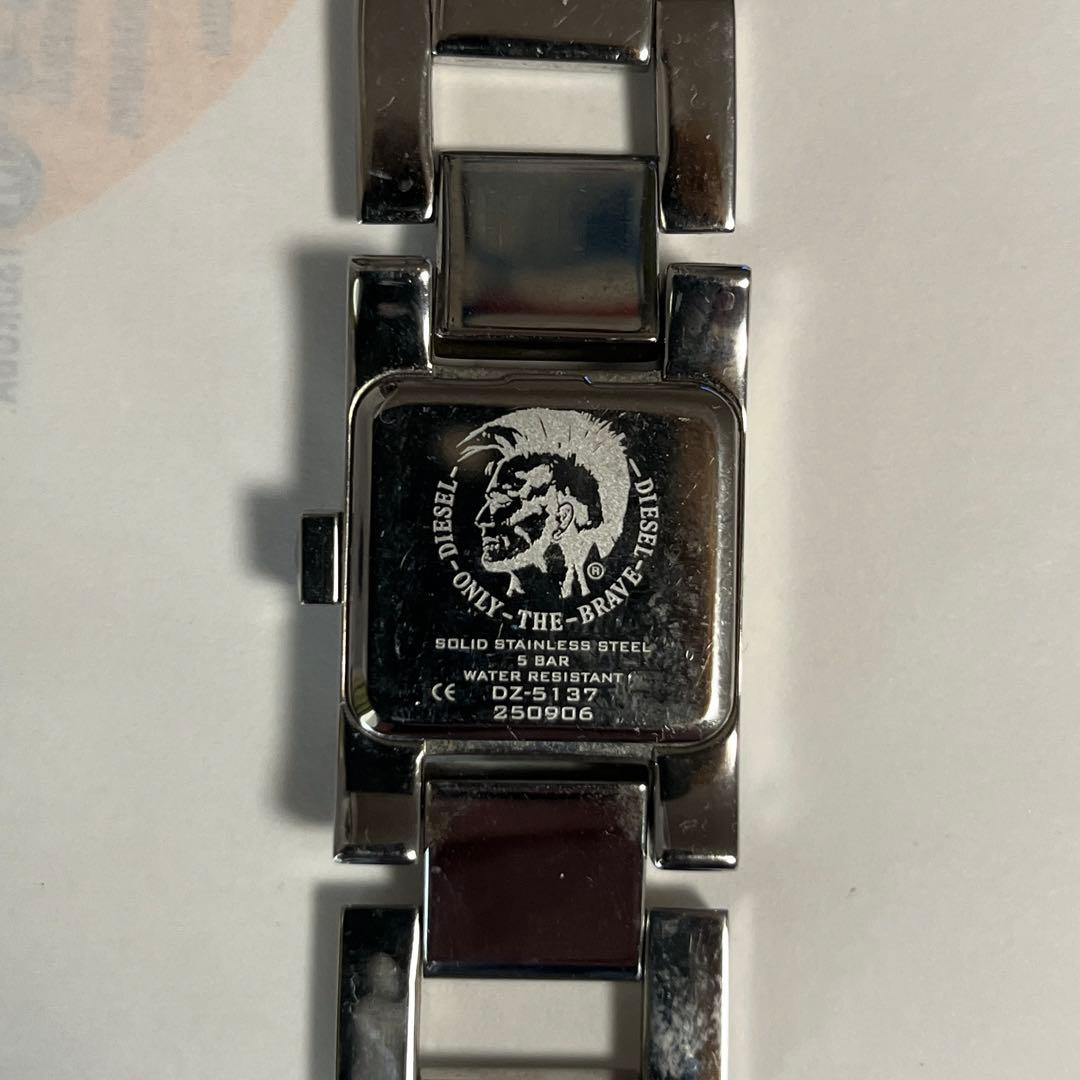 DIESEL-ONLY-THE-BRAVE-DIESEL
®
SOLID STAINLESS STEEL
5 BAR
WATER RESISTANT
CE DZ-5137
250906